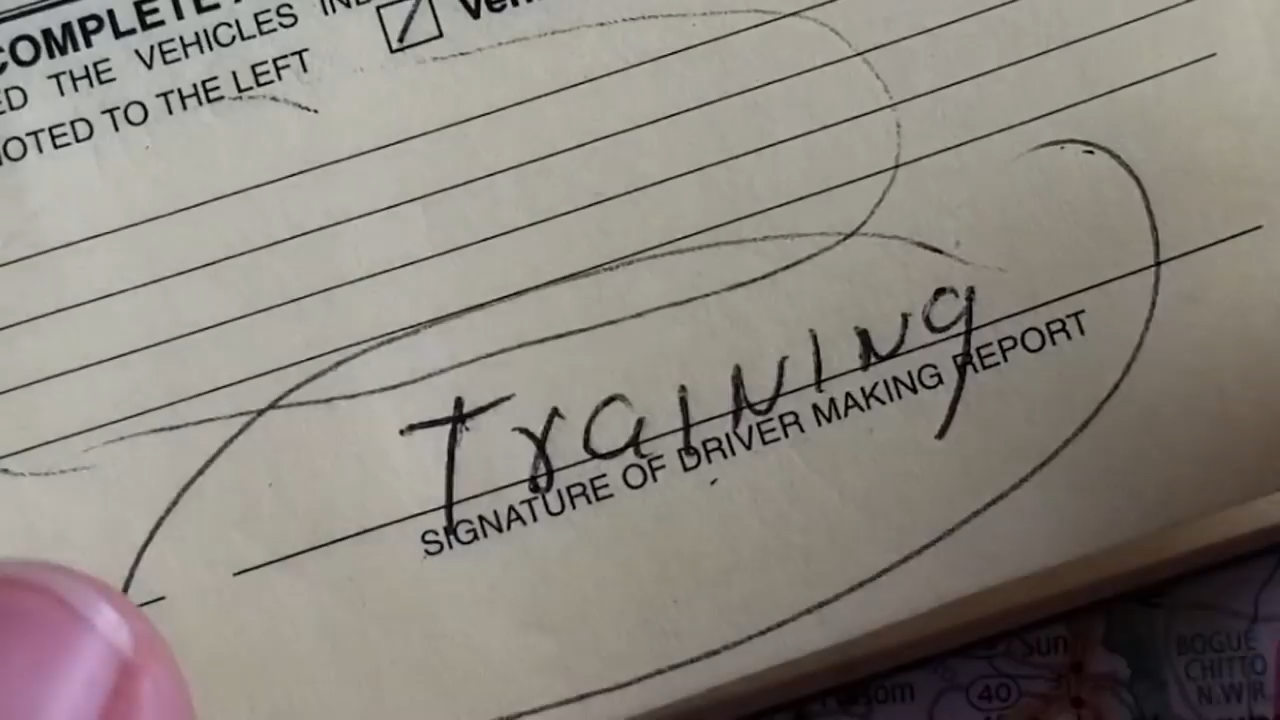 COMPLETE
ED THE VEHICLES
NOTED TO THE LEFT
Training
SIGNATURE OF DRIVER MAKING REPORT
Sun
40
BOGUE
CHITTO
N.W.R